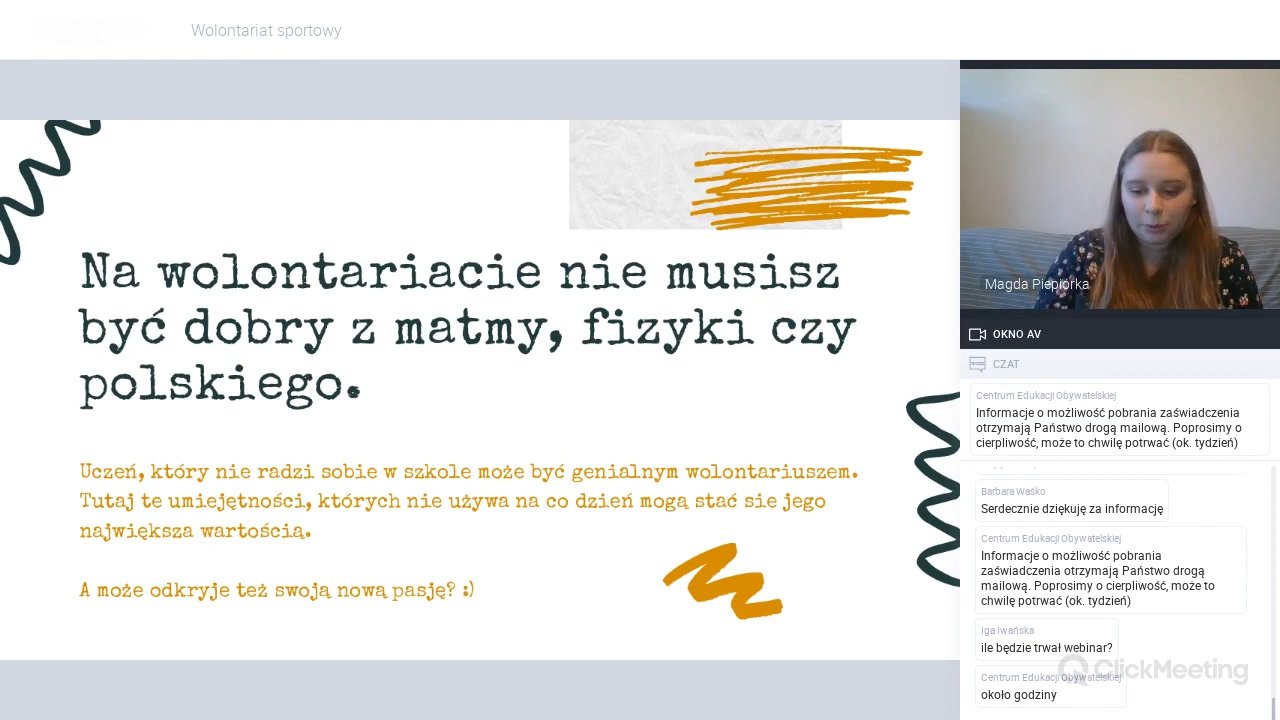 Wolontariat sportowy
Na wolontariacie nie musisz
być dobry z matmy, fizyki czy
polskiego.
Uczeń, który nie radzi sobie w szkole może być genialnym wolontariuszem.
Tutaj te umiejętności, których nie używa na co dzień mogą stać sie jego
największa wartością.
A może odkryje też swoją nową pasję? :)
Magda Piepiorka
OKNO AV
CZAT
Centrum Edukacji Obywatelskiej
Informacje o możliwość pobrania zaświadczenia
otrzymają Państwo drogą mailową. Poprosimy o
cierpliwość, może to chwilę potrwać (ok. tydzień)
Barbara Waśko
Serdecznie dziękuję za informację
Centrum Edukacji Obywatelskiej
Informacje o możliwość pobrania
zaświadczenia otrzymają Państwo drogą
mailową. Poprosimy o cierpliwość, może to
chwilę potrwać (ok. tydzień)
Iga Iwańska
ile będzie trwał webinar?
ClickMeeting
Centrum Edukacji Obywatelskiej
około godziny